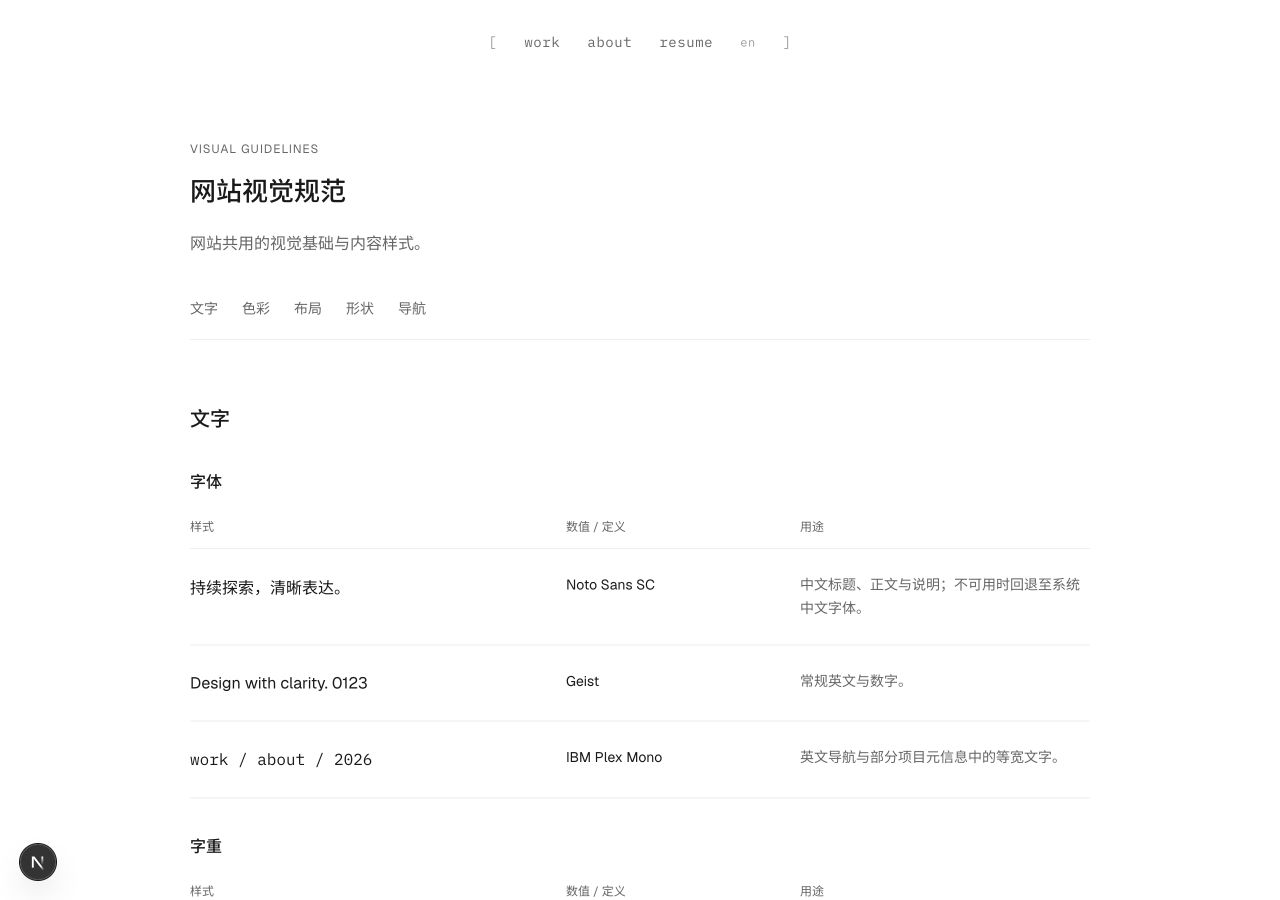 [ work about resume en ]
VISUAL GUIDELINES
网站视觉规范
网站共用的视觉基础与内容样式。
文字 色彩 布局 形状 导航
文字
字体
样式 数值 / 定义 用途
持续探索，清晰表达。 Noto Sans SC 中文标题、正文与说明；不可用时回退至系统
中文字体。
Design with clarity. 0123 Geist 常规英文与数字。
work / about / 2026 IBM Plex Mono 英文导航与部分项目元信息中的等宽文字。
字重
样式 数值 / 定义 用途
N